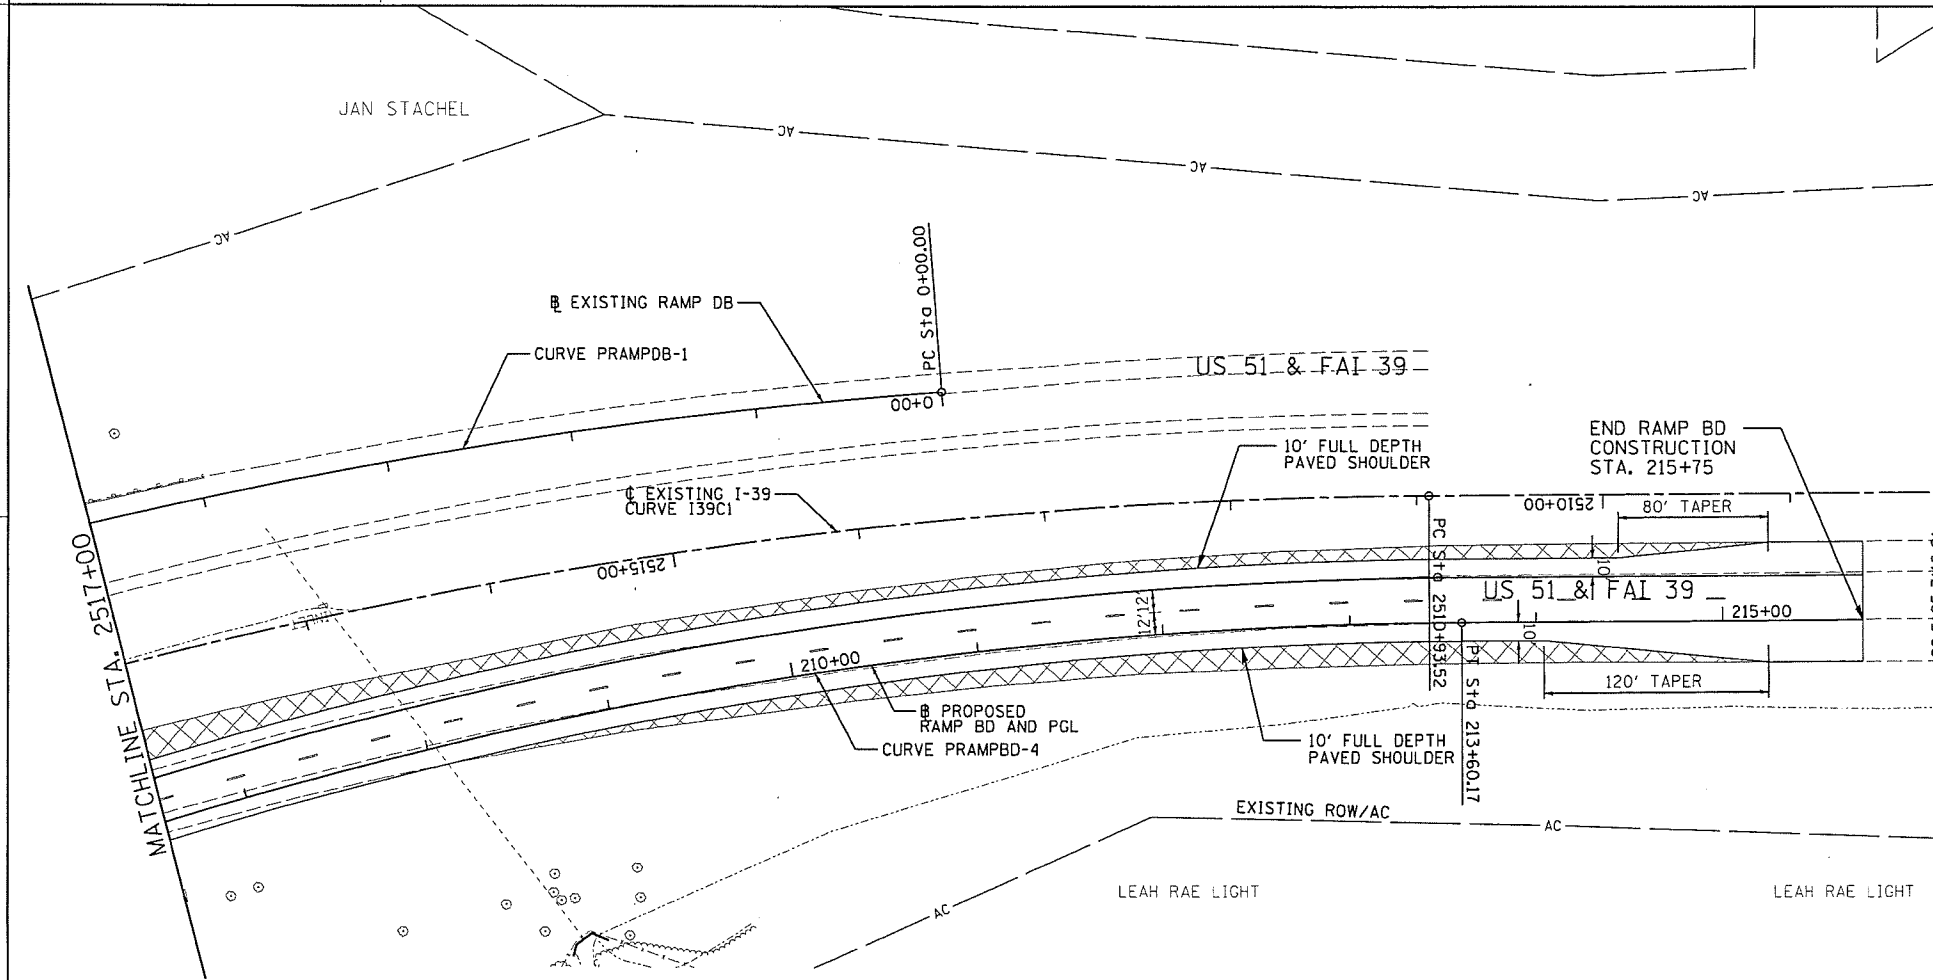 JAN STACHEL
AC
AC
AC
AC
PC Sta 0+00.00
℄ EXISTING RAMP DB
CURVE PRAMPDB-1
US 51 & FAI 39
0+00
END RAMP BD
CONSTRUCTION
STA. 215+75
10' FULL DEPTH
PAVED SHOULDER
℄ EXISTING I-39
CURVE I39C1
2510+00
80' TAPER
MATCHLINE STA. 2517+00
2515+00
PC Sta 2510+93.52
10'
US 51 & FAI 39
12'
12'
10'
215+00
210+00
PT Sta 213+60.17
120' TAPER
℄ PROPOSED
RAMP BD AND PGL
CURVE PRAMPBD-4
10' FULL DEPTH
PAVED SHOULDER
EXISTING ROW/AC
AC
AC
LEAH RAE LIGHT
LEAH RAE LIGHT